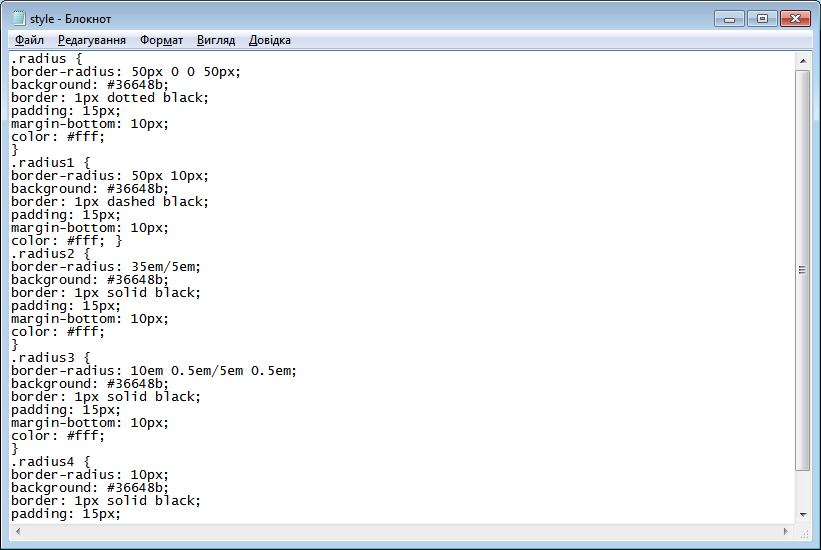 style - Блокнот
Файл Редагування Формат Вигляд Довідка
.radius {
border-radius: 50px 0 0 50px;
background: #36648b;
border: 1px dotted black;
padding: 15px;
margin-bottom: 10px;
color: #fff;
}
.radius1 {
border-radius: 50px 10px;
background: #36648b;
border: 1px dashed black;
padding: 15px;
margin-bottom: 10px;
color: #fff; }
.radius2 {
border-radius: 35em/5em;
background: #36648b;
border: 1px solid black;
padding: 15px;
margin-bottom: 10px;
color: #fff;
}
.radius3 {
border-radius: 10em 0.5em/5em 0.5em;
background: #36648b;
border: 1px solid black;
padding: 15px;
margin-bottom: 10px;
color: #fff;
}
.radius4 {
border-radius: 10px;
background: #36648b;
border: 1px solid black;
padding: 15px;